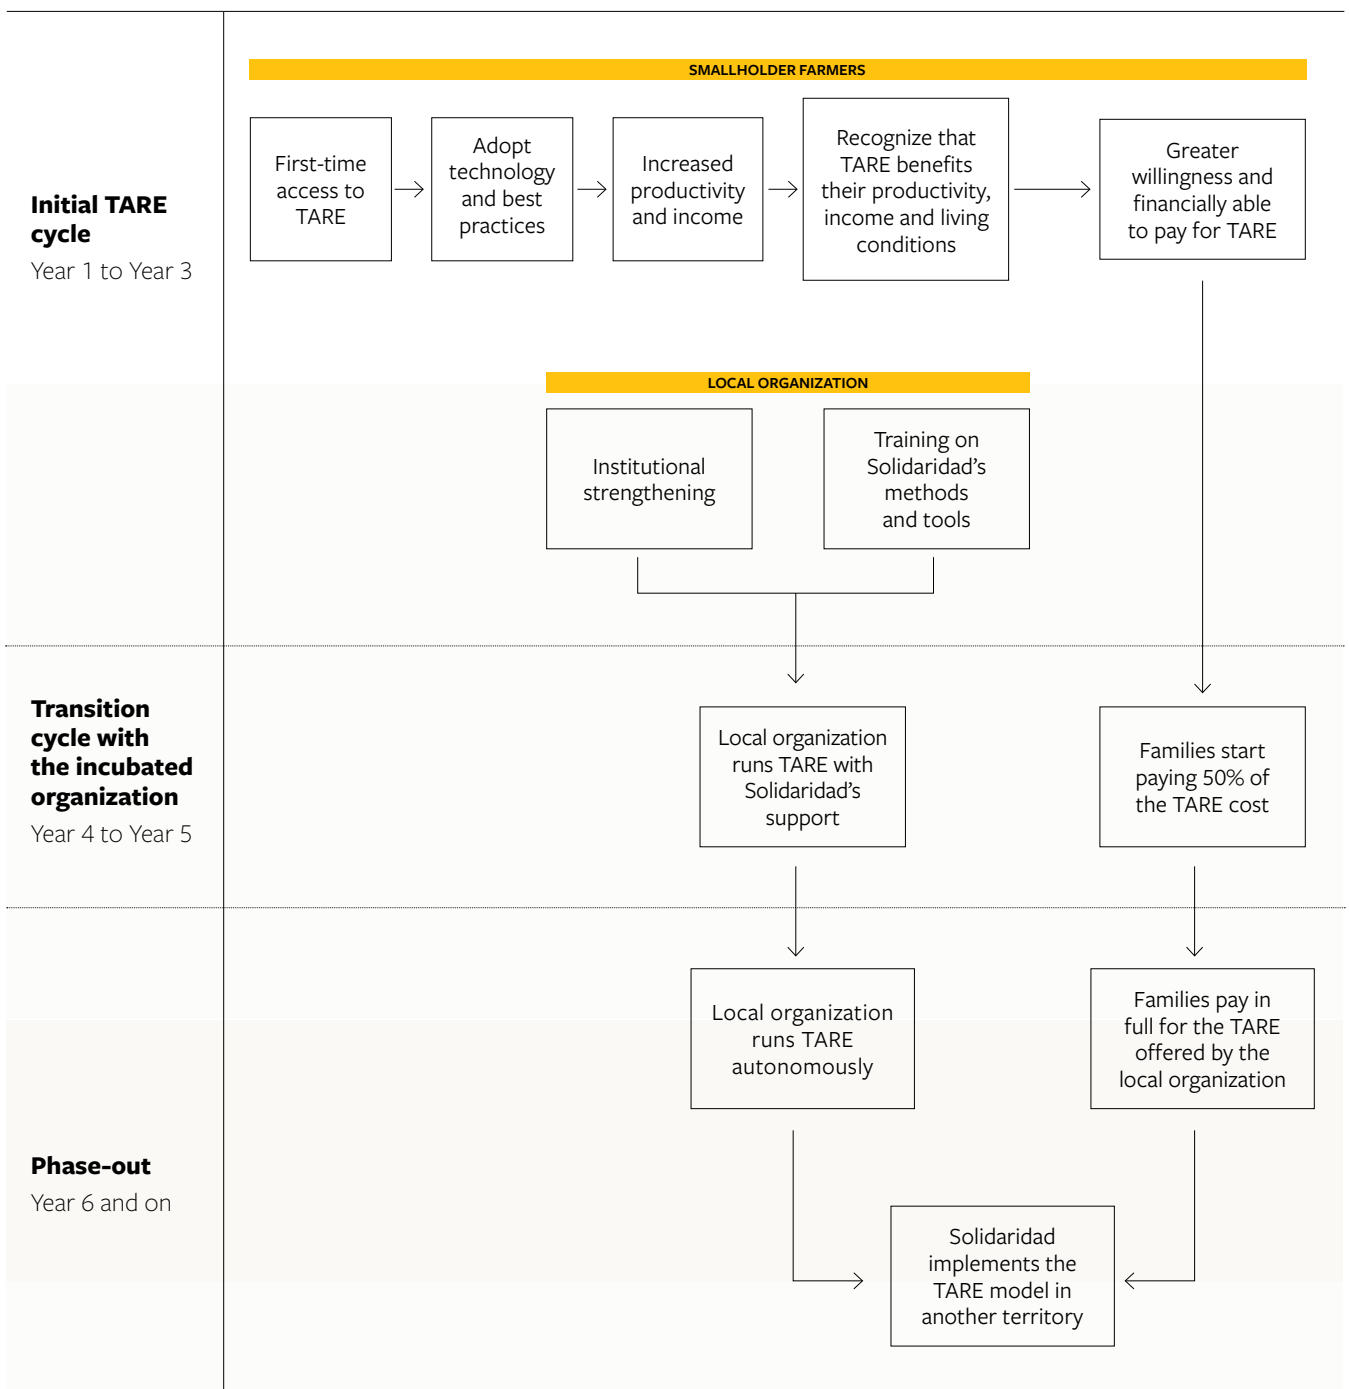 SMALLHOLDER FARMERS
Initial TARE
cycle
Year 1 to Year 3
First-time
access to
TARE
Adopt
technology
and best
practices
Increased
productivity
and income
Recognize that
TARE benefits
their productivity,
income and living
conditions
Greater
willingness and
financially able
to pay for TARE
LOCAL ORGANIZATION
Institutional
strengthening
Training on
Solidaridad’s
methods
and tools
Transition
cycle with
the incubated
organization
Year 4 to Year 5
Local organization
runs TARE with
Solidaridad’s
support
Families start
paying 50% of
the TARE cost
Phase-out
Year 6 and on
Local organization
runs TARE
autonomously
Families pay in
full for the TARE
offered by the
local organization
Solidaridad
implements the
TARE model in
another territory